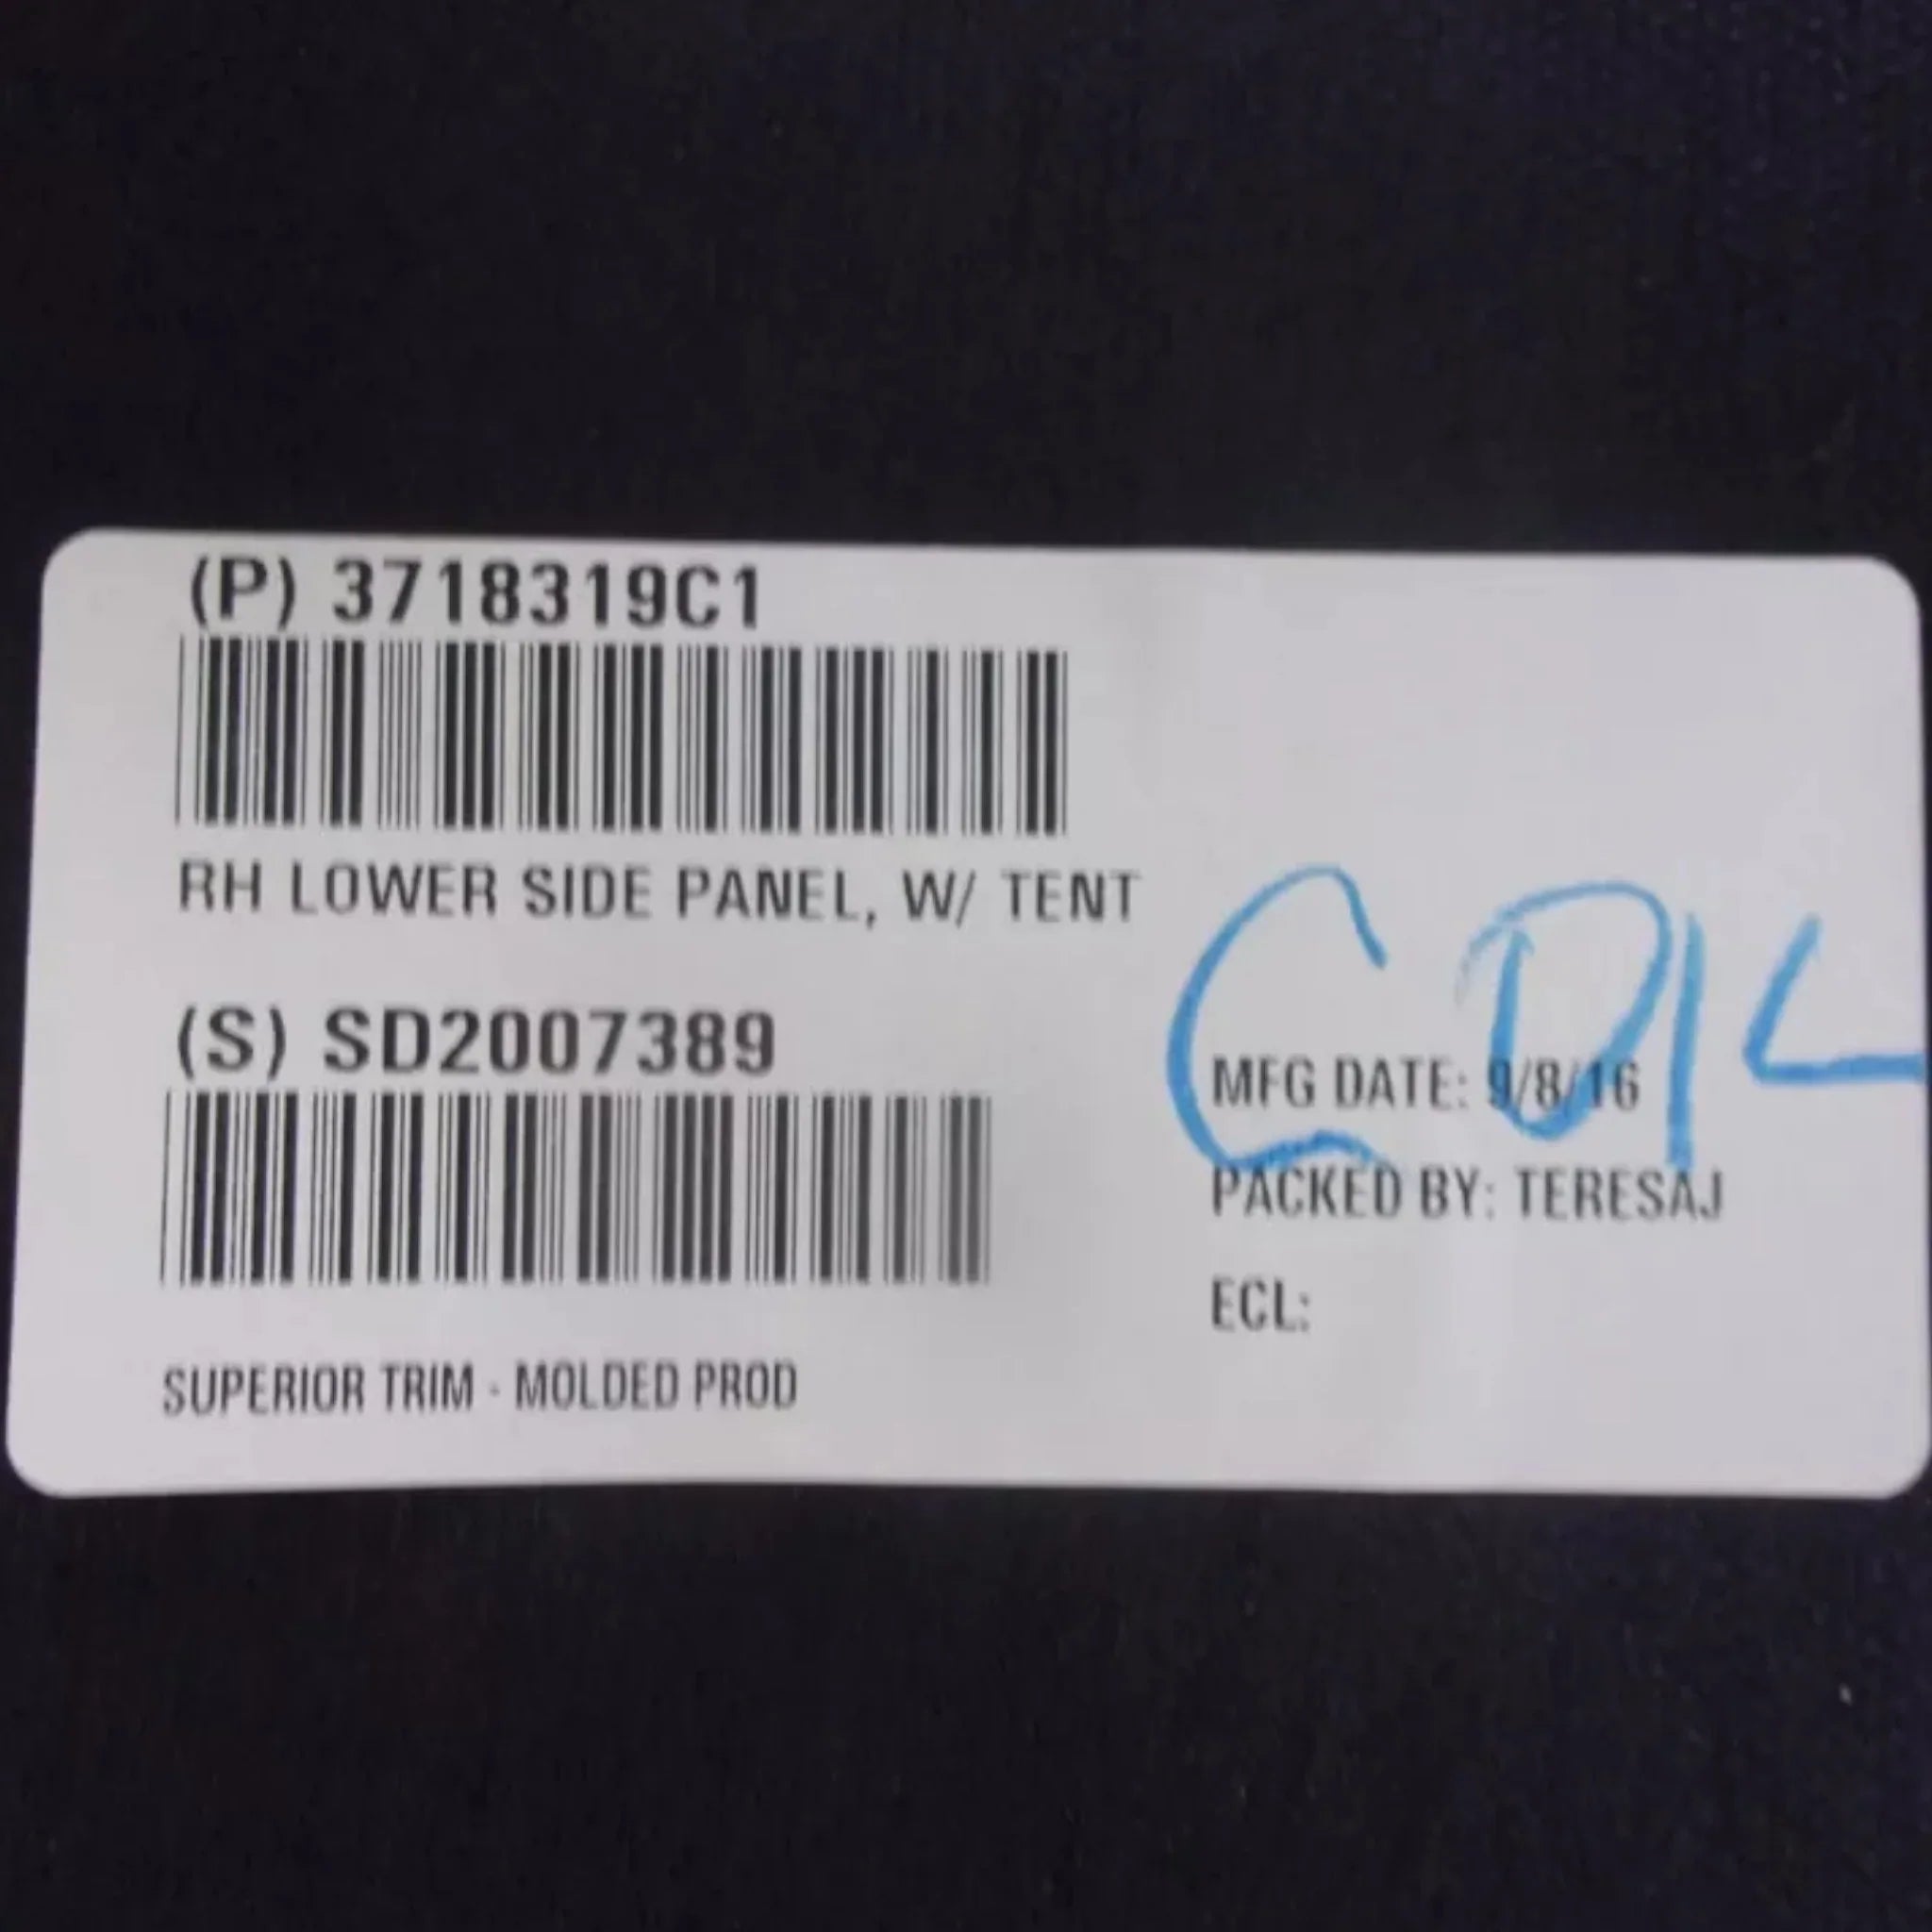 (P) 3718319C1
RH LOWER SIDE PANEL, W/ TENT
(S) SD2007389
MFG DATE: 9/8/16
PACKED BY: TERESAJ
ECL:
SUPERIOR TRIM - MOLDED PROD